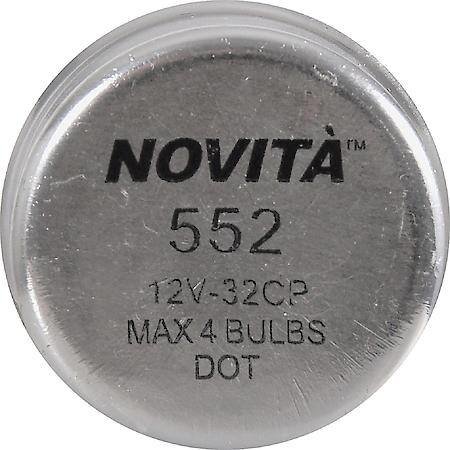 NOVITÀ™
552
12V-32CP
MAX 4 BULBS
DOT